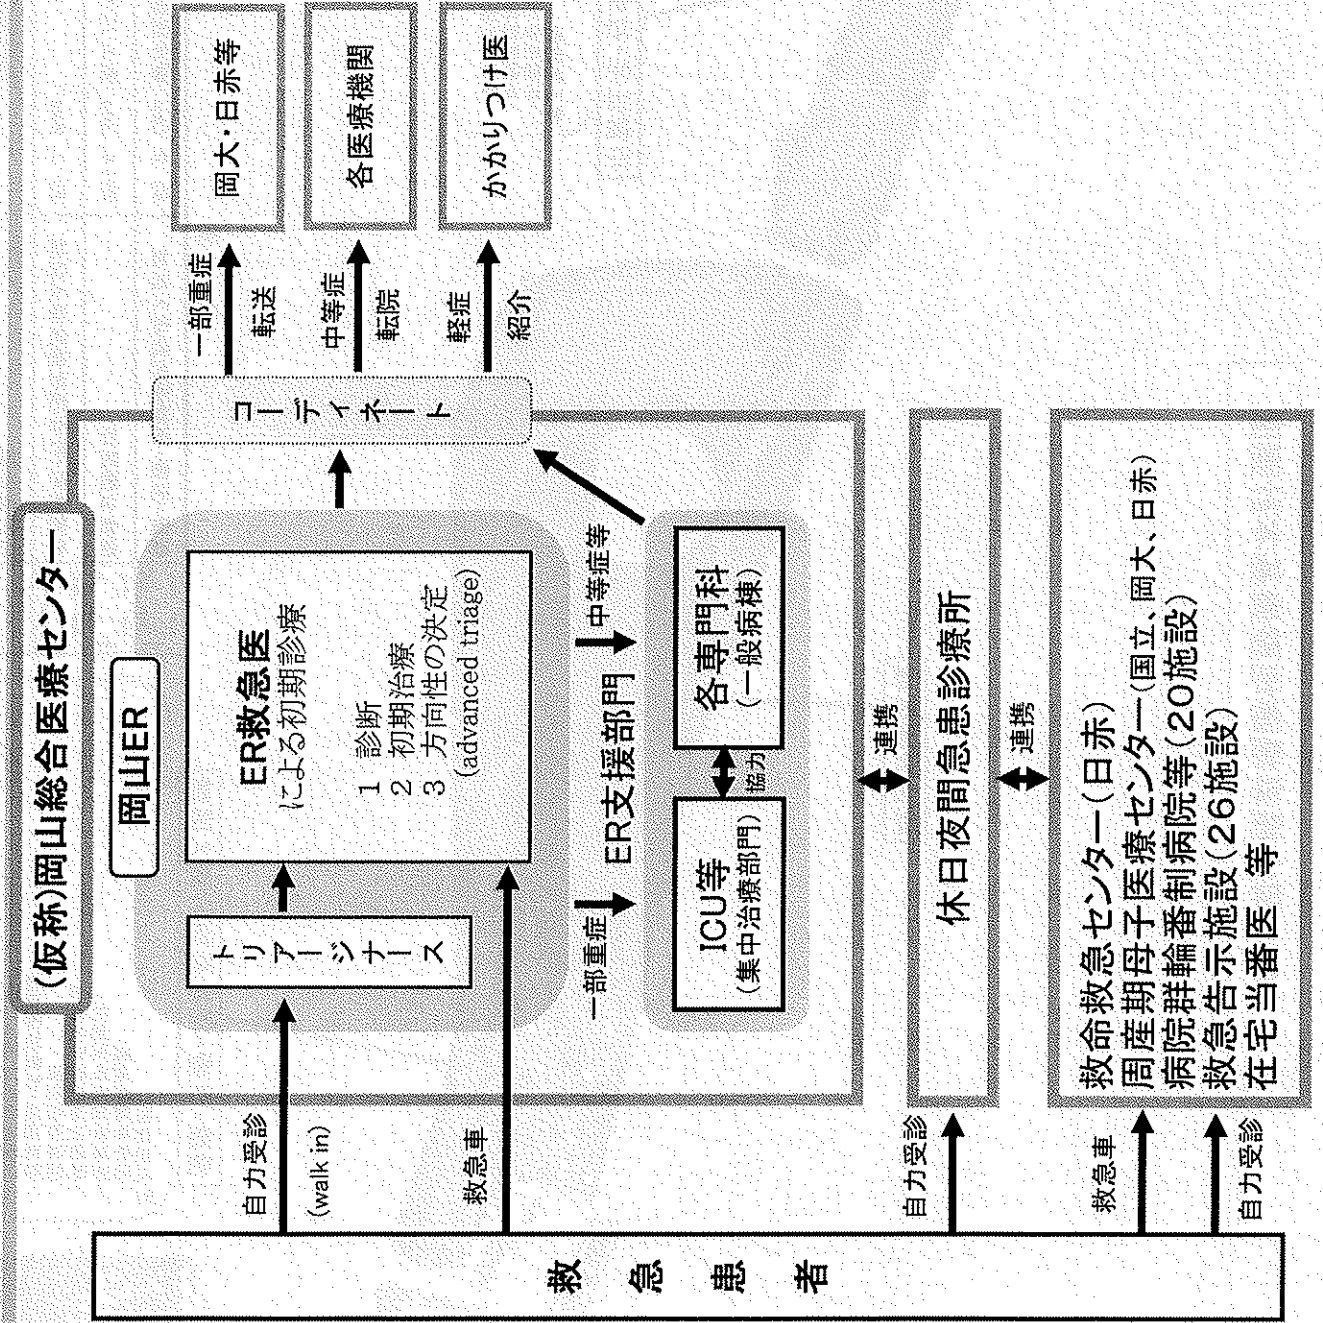 (仮称)岡山総合医療センター
岡山ER
救急患者
自力受診
(walk in)
救急車
トリアージナース
ER救急医
による初期診療
1 診断
2 初期治療
3 方向性の決定
(advanced triage)
コーディネート
一部重症
転送
岡大・日赤等
中等症
転院
各医療機関
軽症
紹介
かかりつけ医
一部重症
ER支援部門
中等症等
ICU等
(集中治療部門)
協力
各専門科
(一般病棟)
連携
自力受診
休日夜間急患診療所
連携
救急車
自力受診
救命救急センター(日赤)
周産期母子医療センター(国立、岡大、日赤)
病院群輪番制病院等(20施設)
救急告示施設(26施設)
在宅当番医 等